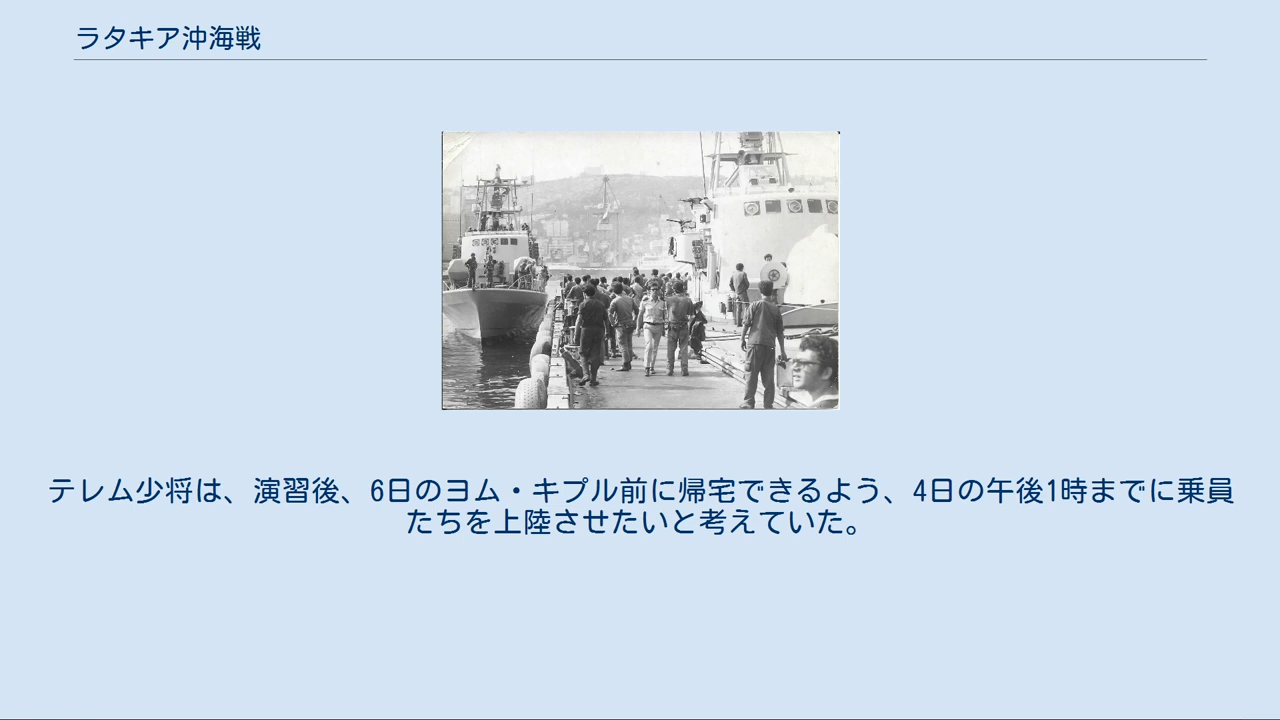 ラタキア沖海戦
テレム少将は、演習後、6日のヨム・キプル前に帰宅できるよう、4日の午後1時までに乗員
たちを上陸させたいと考えていた。